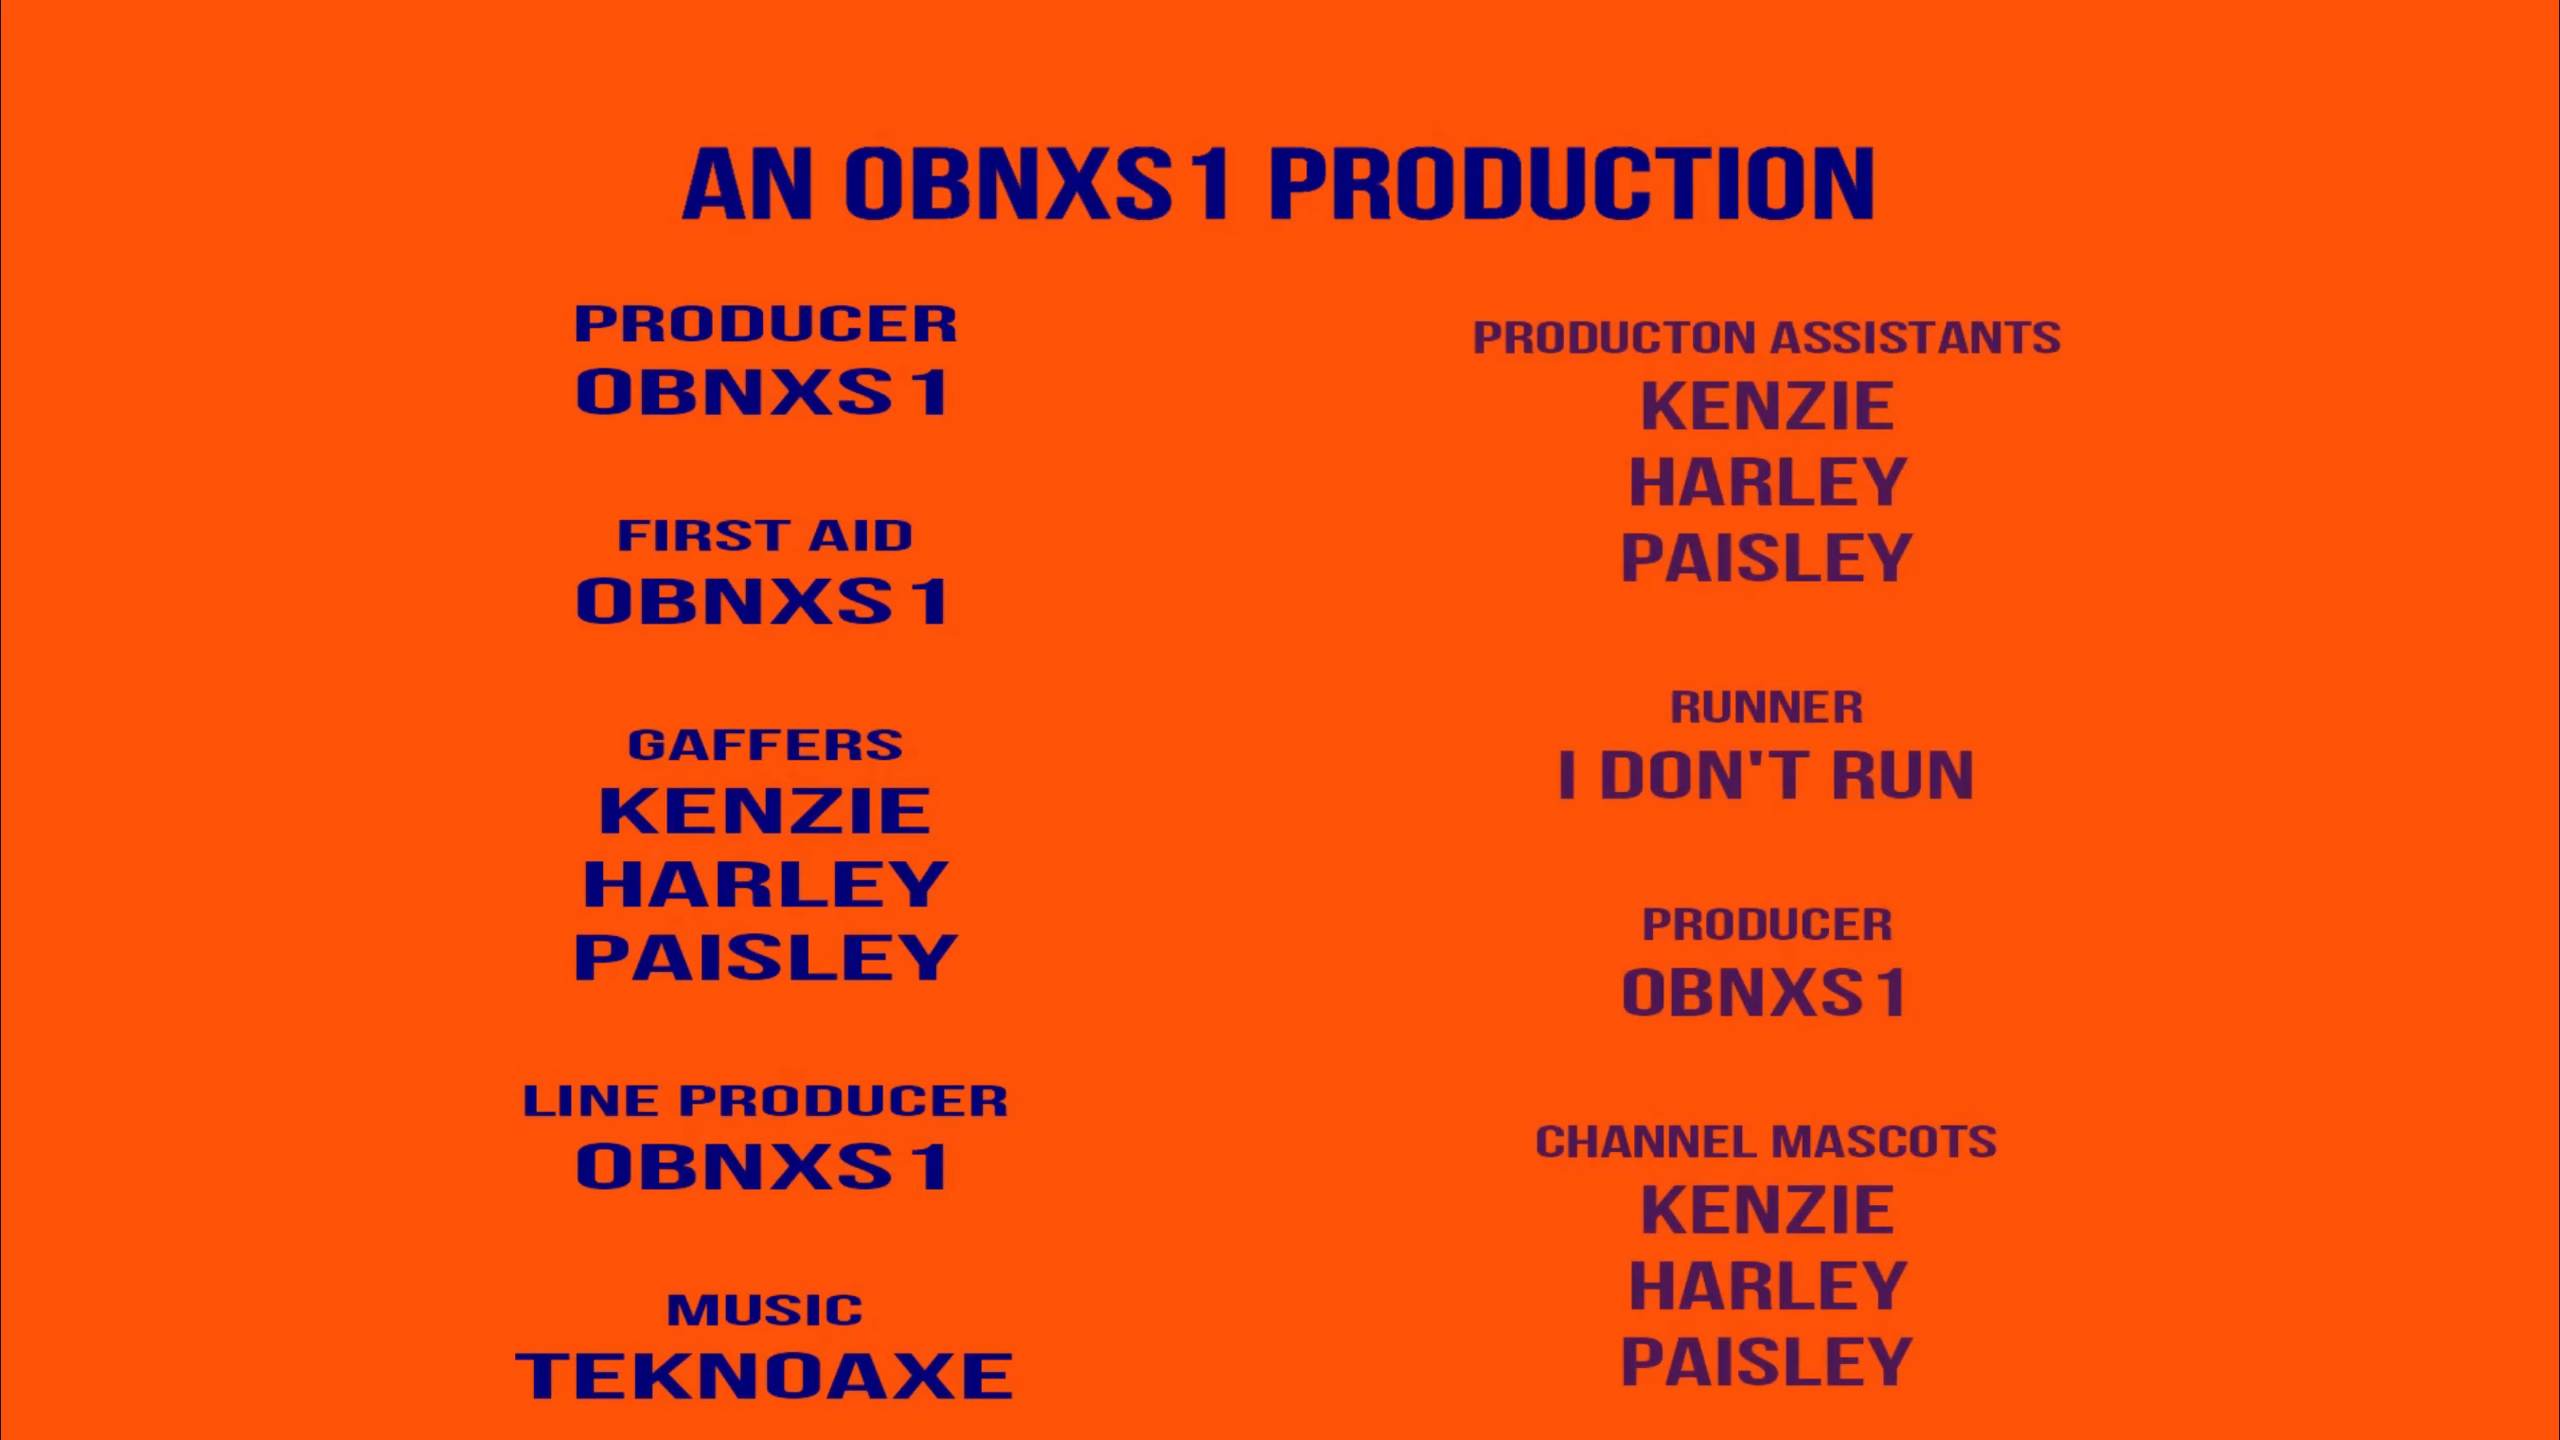 AN OBNXS1 PRODUCTION
PRODUCER
OBNXS1
FIRST AID
OBNXS1
GAFFERS
KENZIE
HARLEY
PAISLEY
LINE PRODUCER
OBNXS1
MUSIC
TEKNOAXE
PRODUCTON ASSISTANTS
KENZIE
HARLEY
PAISLEY
RUNNER
I DON'T RUN
PRODUCER
OBNXS1
CHANNEL MASCOTS
KENZIE
HARLEY
PAISLEY